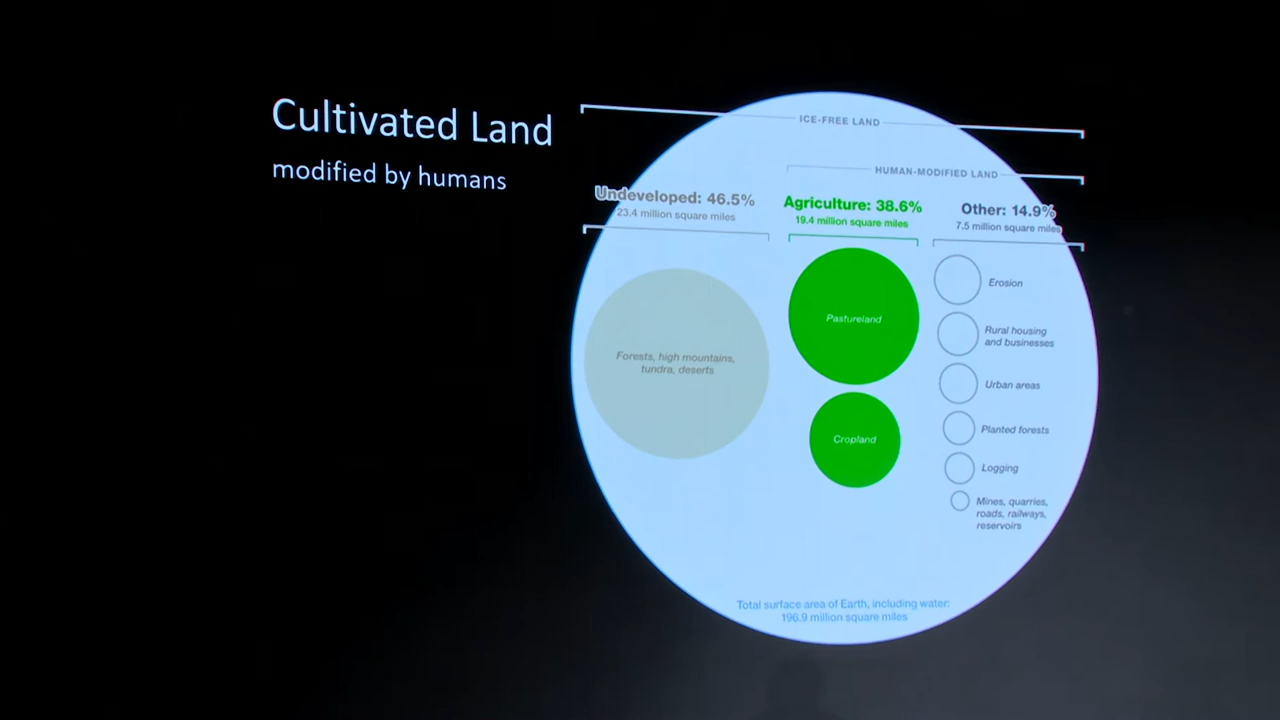 Cultivated Land
modified by humans
ICE-FREE LAND
HUMAN-MODIFIED LAND
Undeveloped: 46.5%
23.4 million square miles
Agriculture: 38.6%
19.4 million square miles
Other: 14.9%
7.5 million square miles
Forests, high mountains,
tundra, deserts
Pastureland
Cropland
Erosion
Rural housing
and businesses
Urban areas
Planted forests
Logging
Mines, quarries,
roads, railways,
reservoirs
Total surface area of Earth, including water:
196.9 million square miles